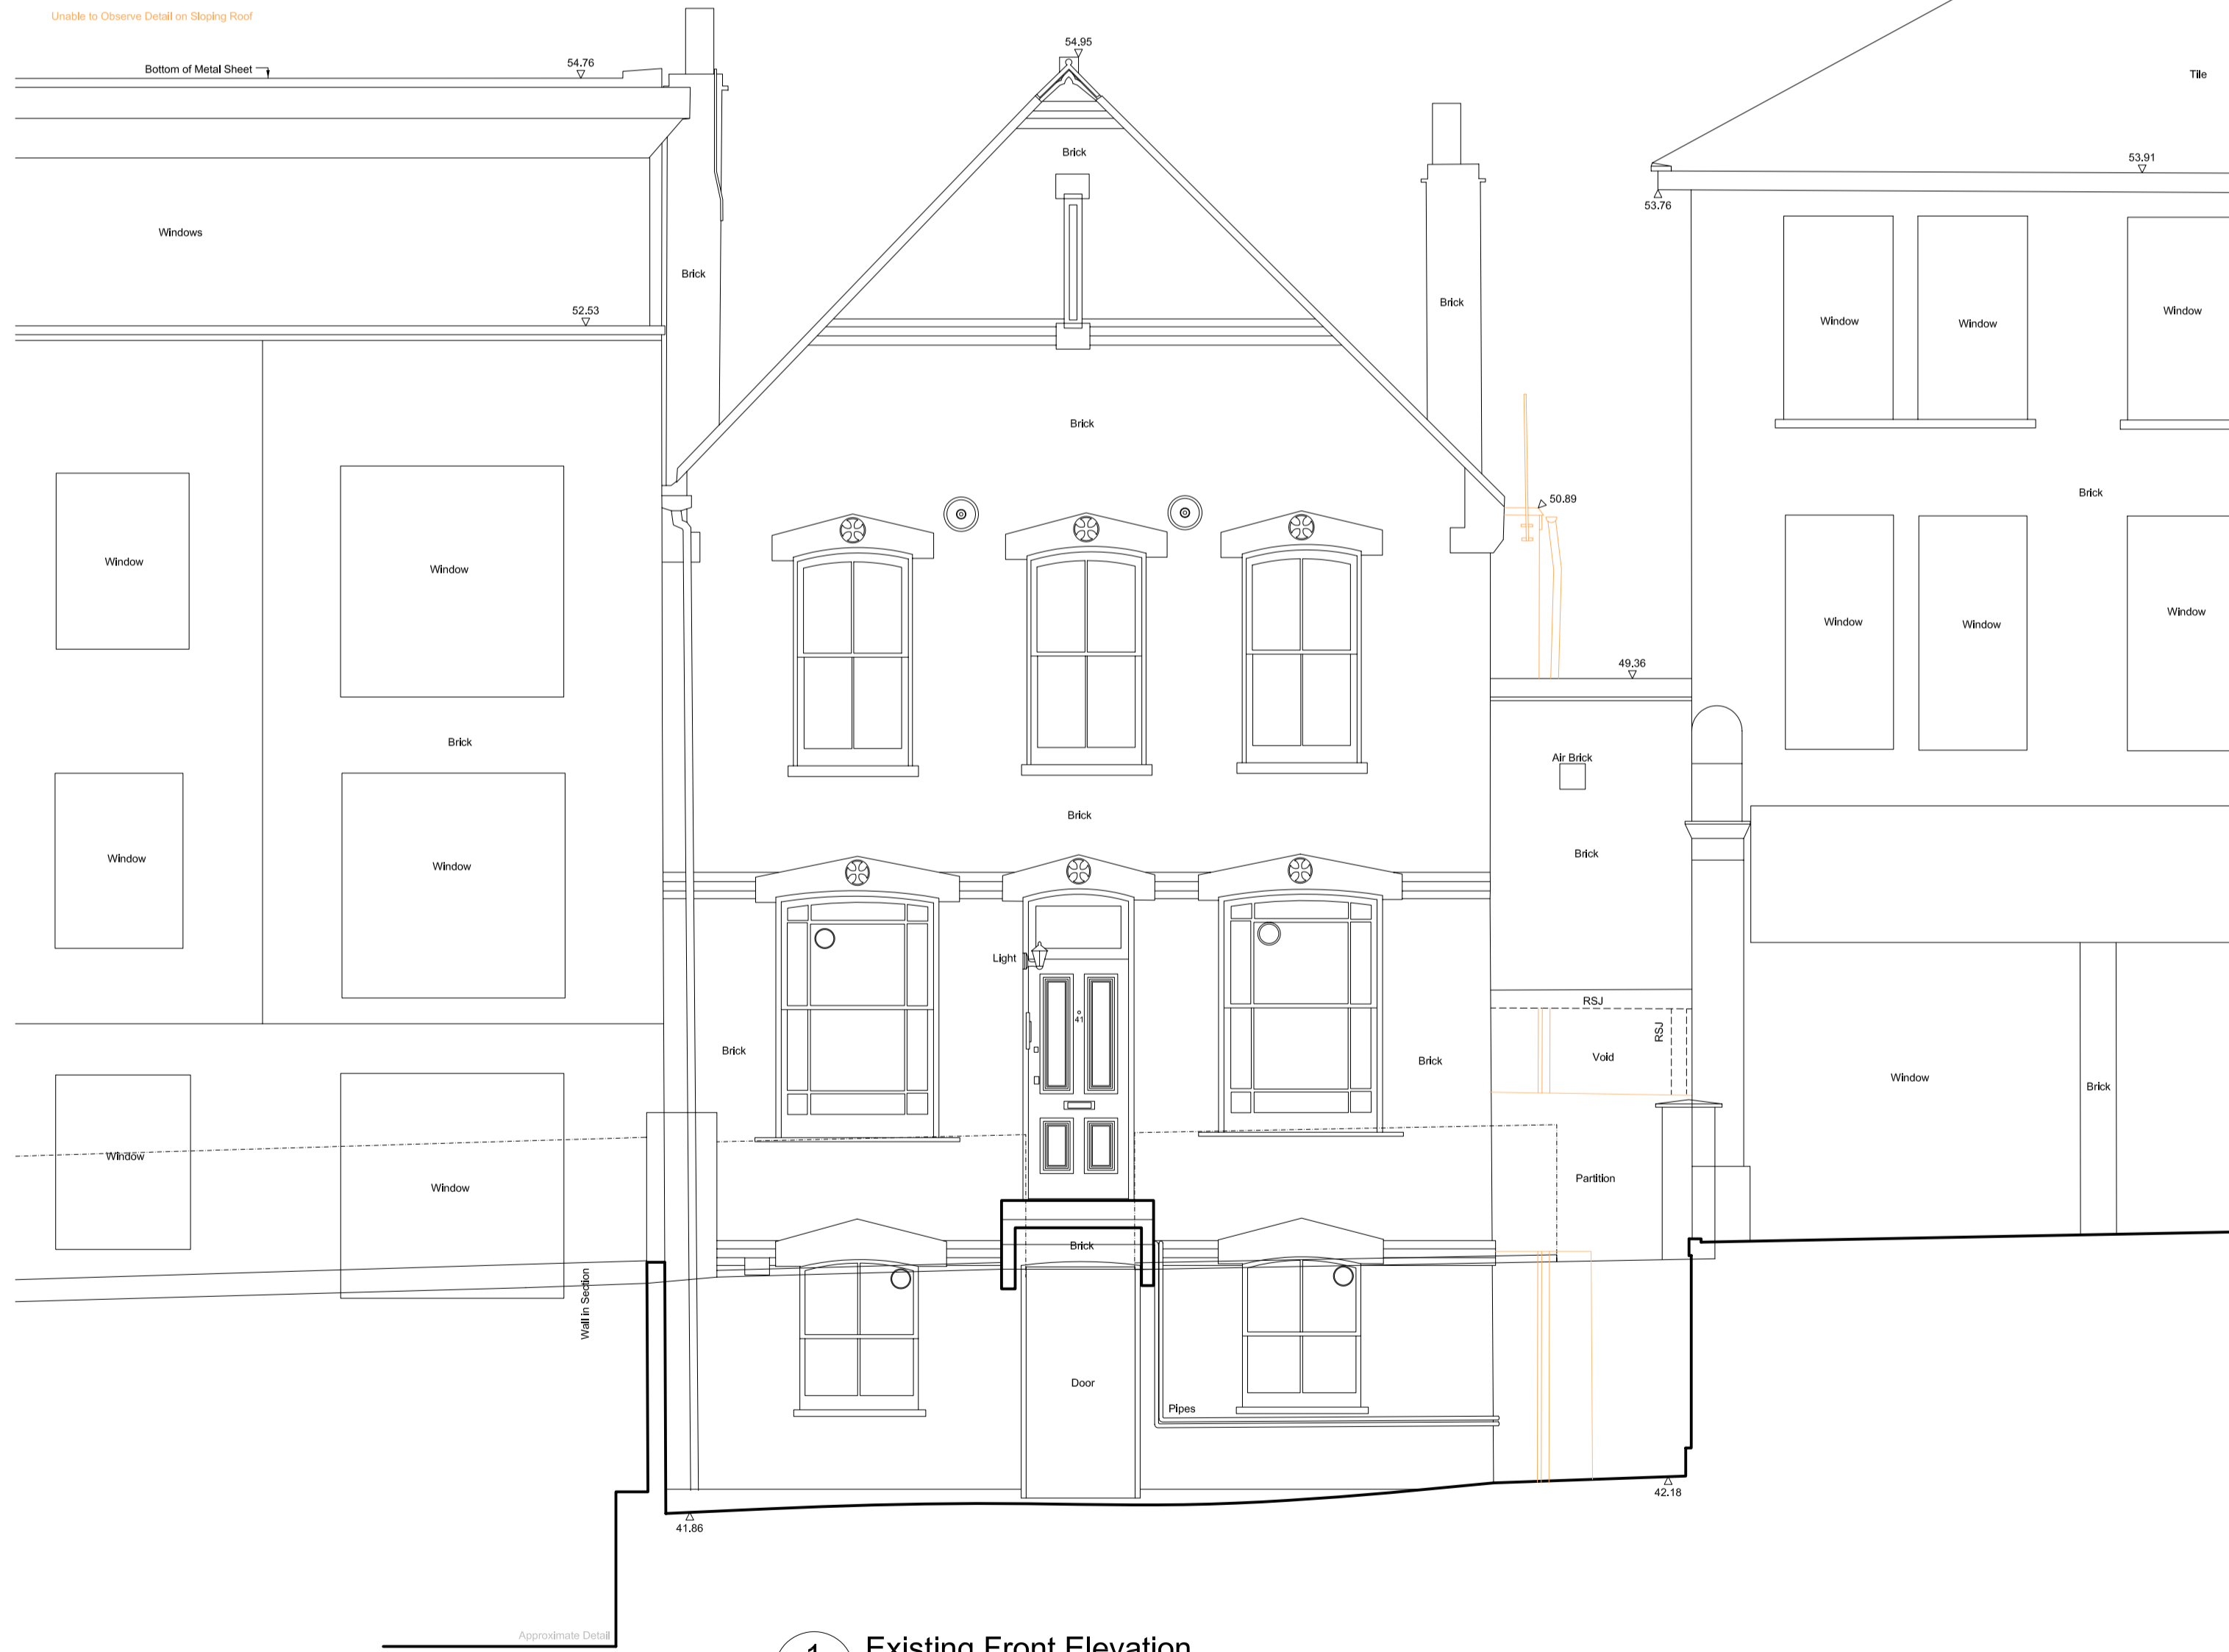 Unable to Observe Detail on Sloping Roof
54.95
54.76
Bottom of Metal Sheet
Tile
Brick
53.91
53.76
Windows
Brick
Brick
52.53
Window
Window
Window
Brick
50.89
Brick
Window
Window
Window
Window
Window
49.36
Brick
Air Brick
Brick
Brick
Window
Window
Light
RSJ
41
RSJ
Brick
Void
Brick
Window
Brick
Window
Partition
Window
Brick
Wall in Section
Door
Pipes
42.18
41.86
Approximate Detail
1
Existing Front Elevation